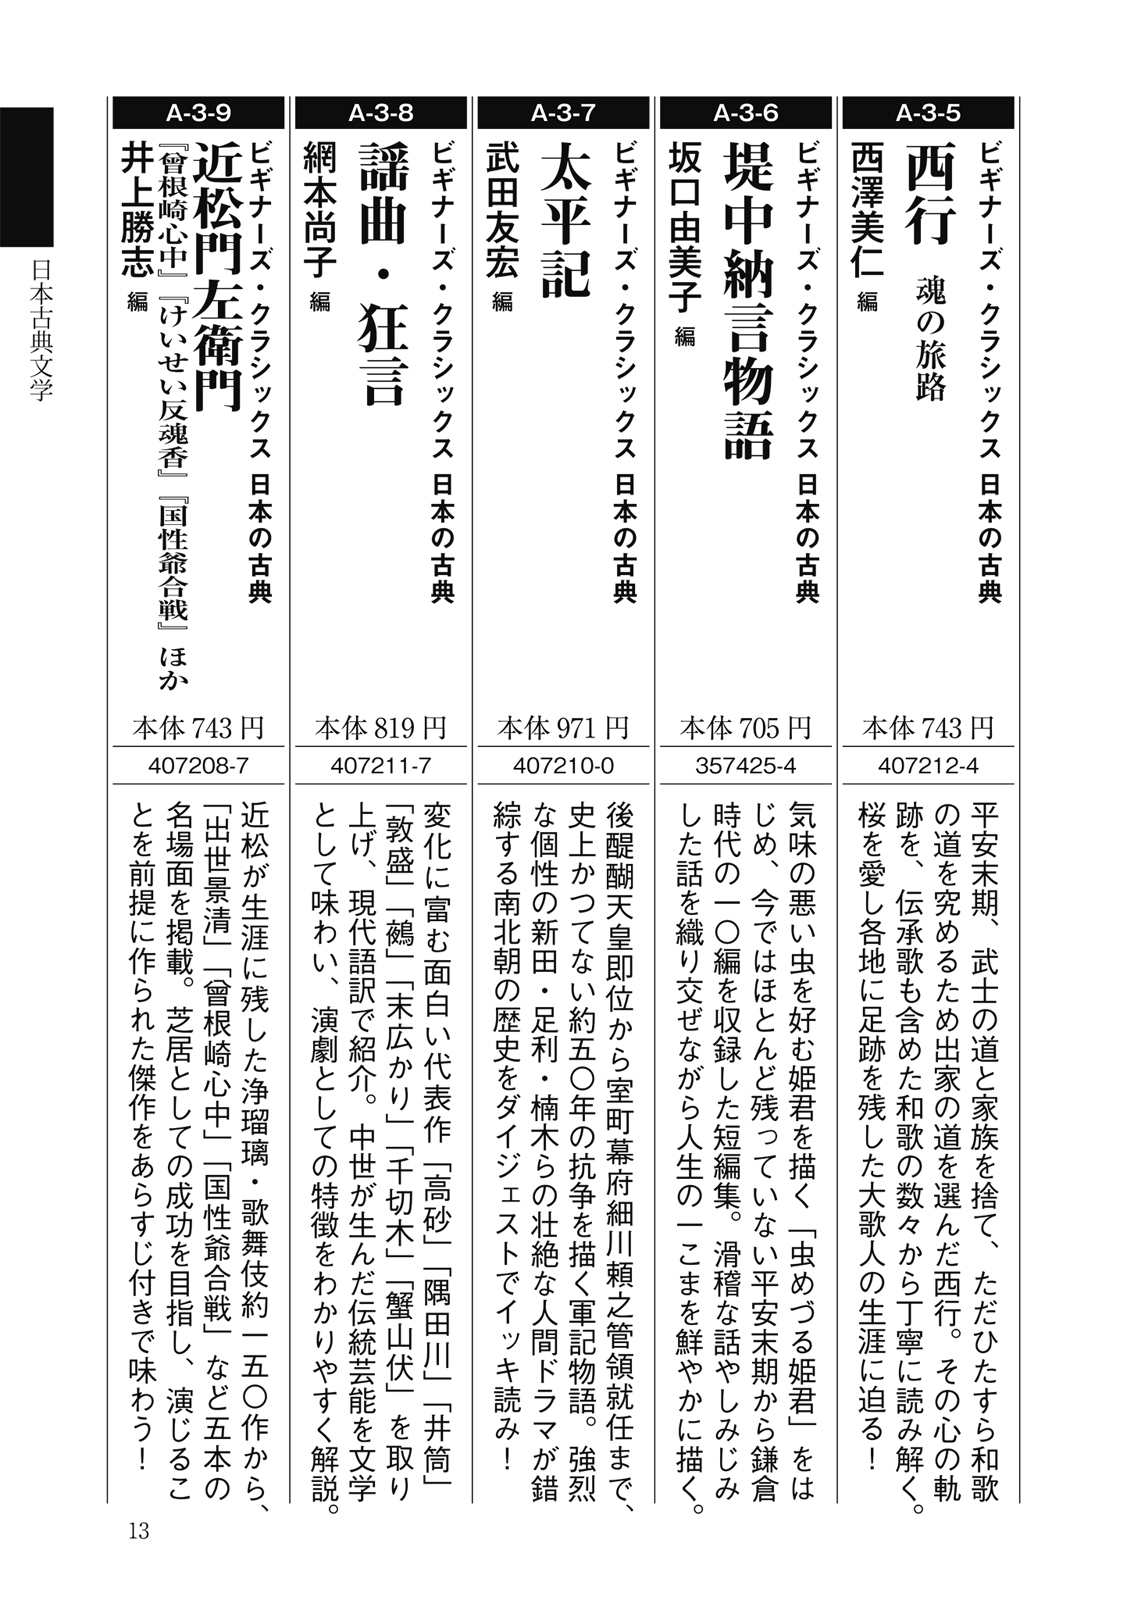 日本古典文学
A-3-5
ビギナーズ・クラシックス 日本の古典
西行 魂の旅路
西澤美仁 編
本体 743 円
407212-4
平安末期、武士の道と家族を捨て、ただひたすら和歌
の道を究めるため出家の道を選んだ西行。その心の軌
跡を、伝承歌も含めた和歌の数々から丁寧に読み解く。
桜を愛し各地に足跡を残した大歌人の生涯に迫る！
A-3-6
ビギナーズ・クラシックス 日本の古典
堤中納言物語
坂口由美子 編
本体 705 円
357425-4
気味の悪い虫を好む姫君を描く「虫めづる姫君」をは
じめ、今ではほとんど残っていない平安末期から鎌倉
時代の一〇編を収録した短編集。滑稽な話やしみじみ
した話を織り交ぜながら人生の一こまを鮮やかに描く。
A-3-7
ビギナーズ・クラシックス 日本の古典
太平記
武田友宏 編
本体 971 円
407210-0
後醍醐天皇即位から室町幕府細川頼之管領就任まで、
史上かつてない約五〇年の抗争を描く軍記物語。強烈
な個性の新田・足利・楠木らの壮絶な人間ドラマが錯
綜する南北朝の歴史をダイジェストでイッキ読み！
A-3-8
ビギナーズ・クラシックス 日本の古典
謡曲・狂言
網本尚子 編
本体 819 円
407211-7
変化に富む面白い代表作「高砂」「隅田川」「井筒」
「敦盛」「鵺」「末広かり」「千切木」「蟹山伏」を取り
上げ、現代語訳で紹介。中世が生んだ伝統芸能を文学
として味わい、演劇としての特徴をわかりやすく解説。
A-3-9
ビギナーズ・クラシックス 日本の古典
近松門左衛門
『曾根崎心中』『けいせい反魂香』『国性爺合戦』ほか
井上勝志 編
本体 743 円
407208-7
近松が生涯に残した浄瑠璃・歌舞伎約一五〇作から、
「出世景清」「曾根崎心中」「国性爺合戦」など五本の
名場面を掲載。芝居としての成功を目指し、演じるこ
とを前提に作られた傑作をあらすじ付きで味わう！
13